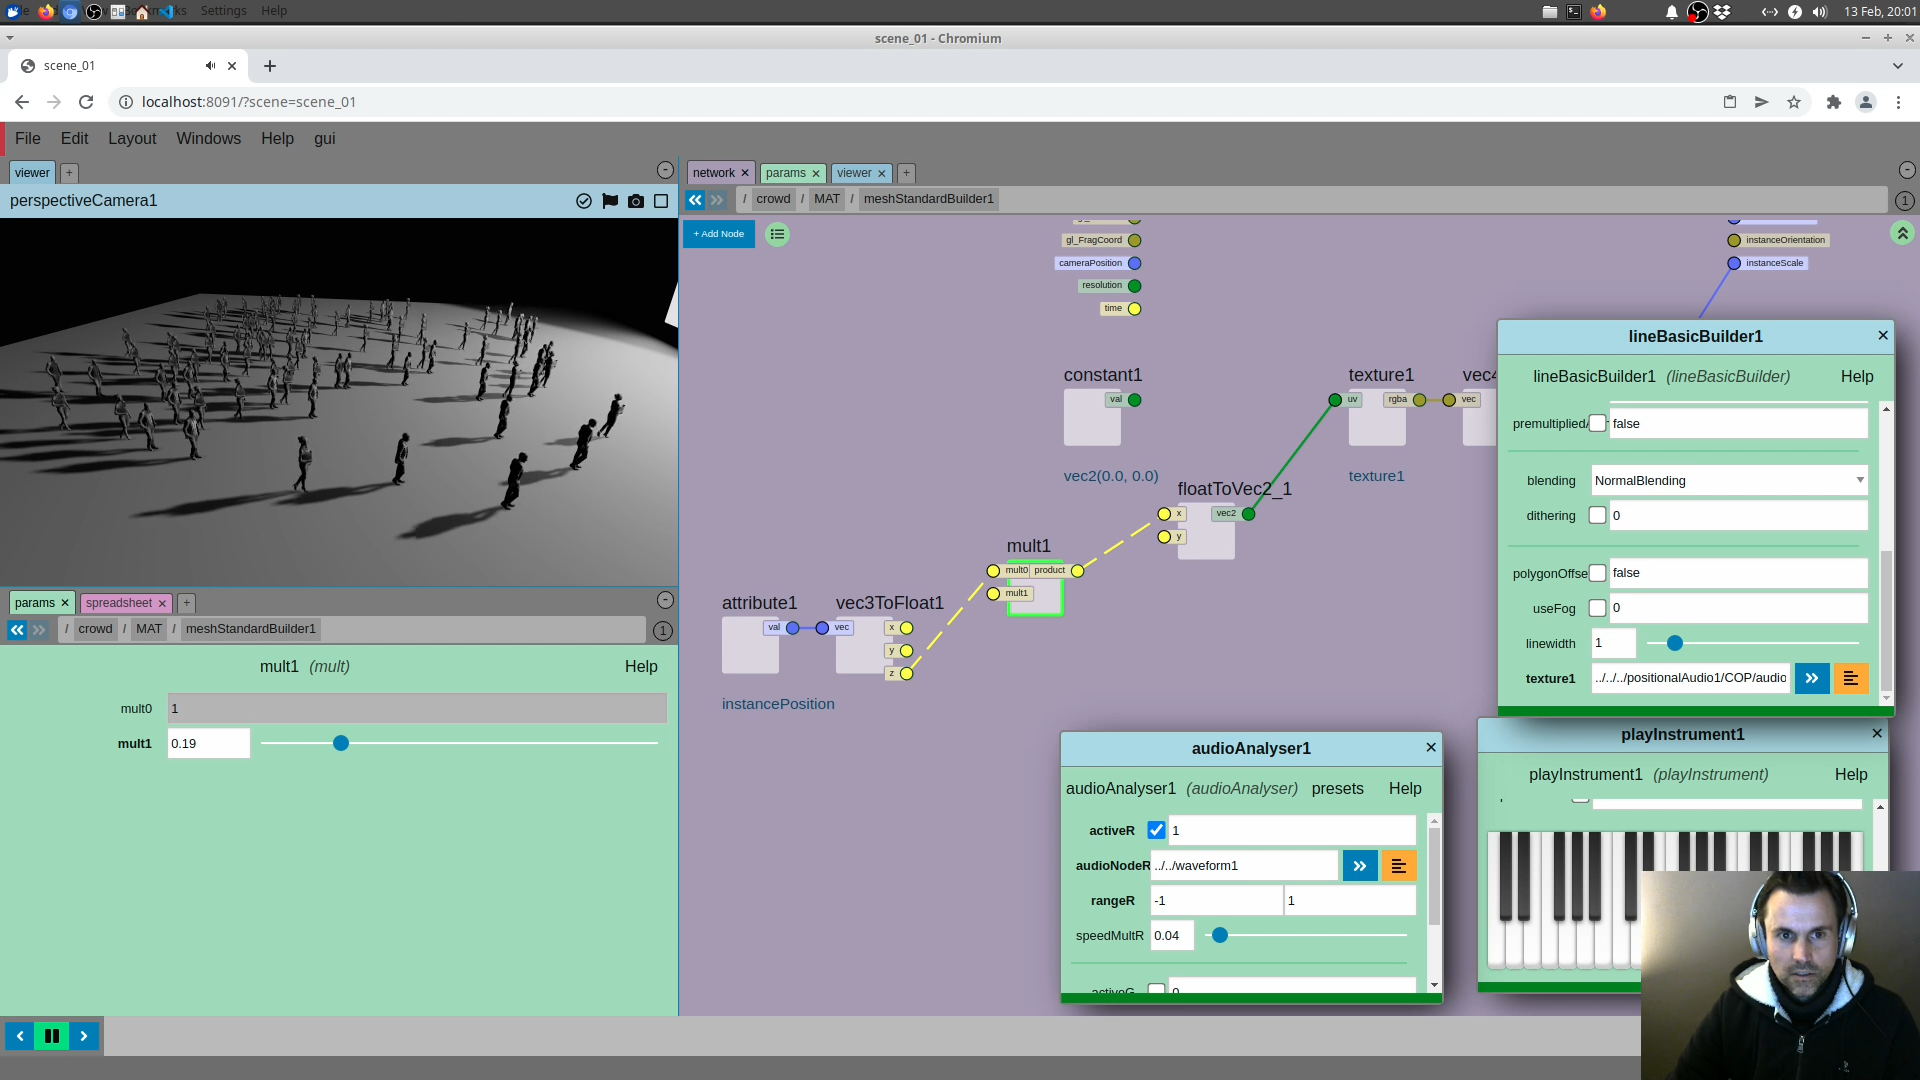 Settings Help
13 Feb, 20:01
scene_01 - Chromium
scene_01
localhost:8091/?scene=scene_01
File Edit Layout Windows Help gui
viewer +
perspectiveCamera1
network params viewer +
/ crowd / MAT / meshStandardBuilder1
1
+ Add Node
gl_FragCoord
cameraPosition
resolution
time
instanceOrientation
instanceScale
constant1
val
vec2(0.0, 0.0)
texture1
uv rgba
texture1
vec
floatToVec2_1
x vec2
y
mult1
mult0 product
mult1
attribute1
val
instancePosition
vec3ToFloat1
vec x
y
z
params spreadsheet +
/ crowd / MAT / meshStandardBuilder1
1
mult1 (mult) Help
mult0 1
mult1 0.19
lineBasicBuilder1
lineBasicBuilder1 (lineBasicBuilder) Help
false
blending NormalBlending
dithering 0
polygonOffse false
useFog 0
linewidth 1
texture1 ../../../positionalAudio1/COP/audio
audioAnalyser1
audioAnalyser1 (audioAnalyser) presets Help
activeR 1
audioNodeR ../../waveform1
rangeR -1 1
speedMultR 0.04
activeG 0
playInstrument1
playInstrument1 (playInstrument) Help